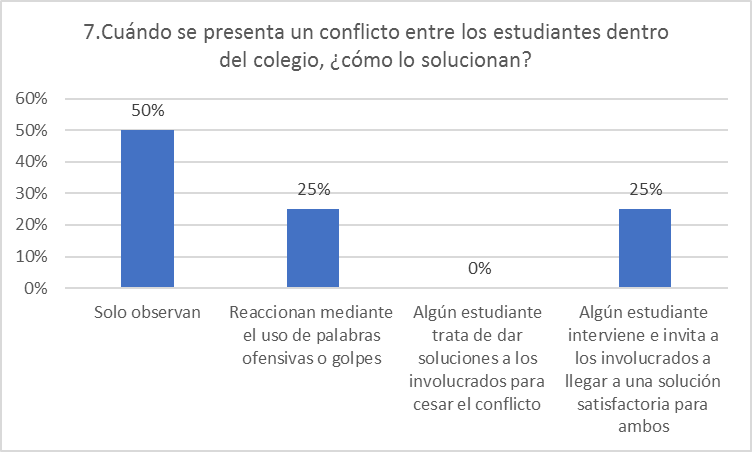 7.Cuándo se presenta un conflicto entre los estudiantes dentro
del colegio, ¿cómo lo solucionan?
60%
50%
40%
30%
20%
10%
0%
50%
25%
0%
25%
Solo observan
Reaccionan mediante
el uso de palabras
ofensivas o golpes
Algún estudiante
trata de dar
soluciones a los
involucrados para
cesar el conflicto
Algún estudiante
interviene e invita a
los involucrados a
llegar a una solución
satisfactoria para
ambos